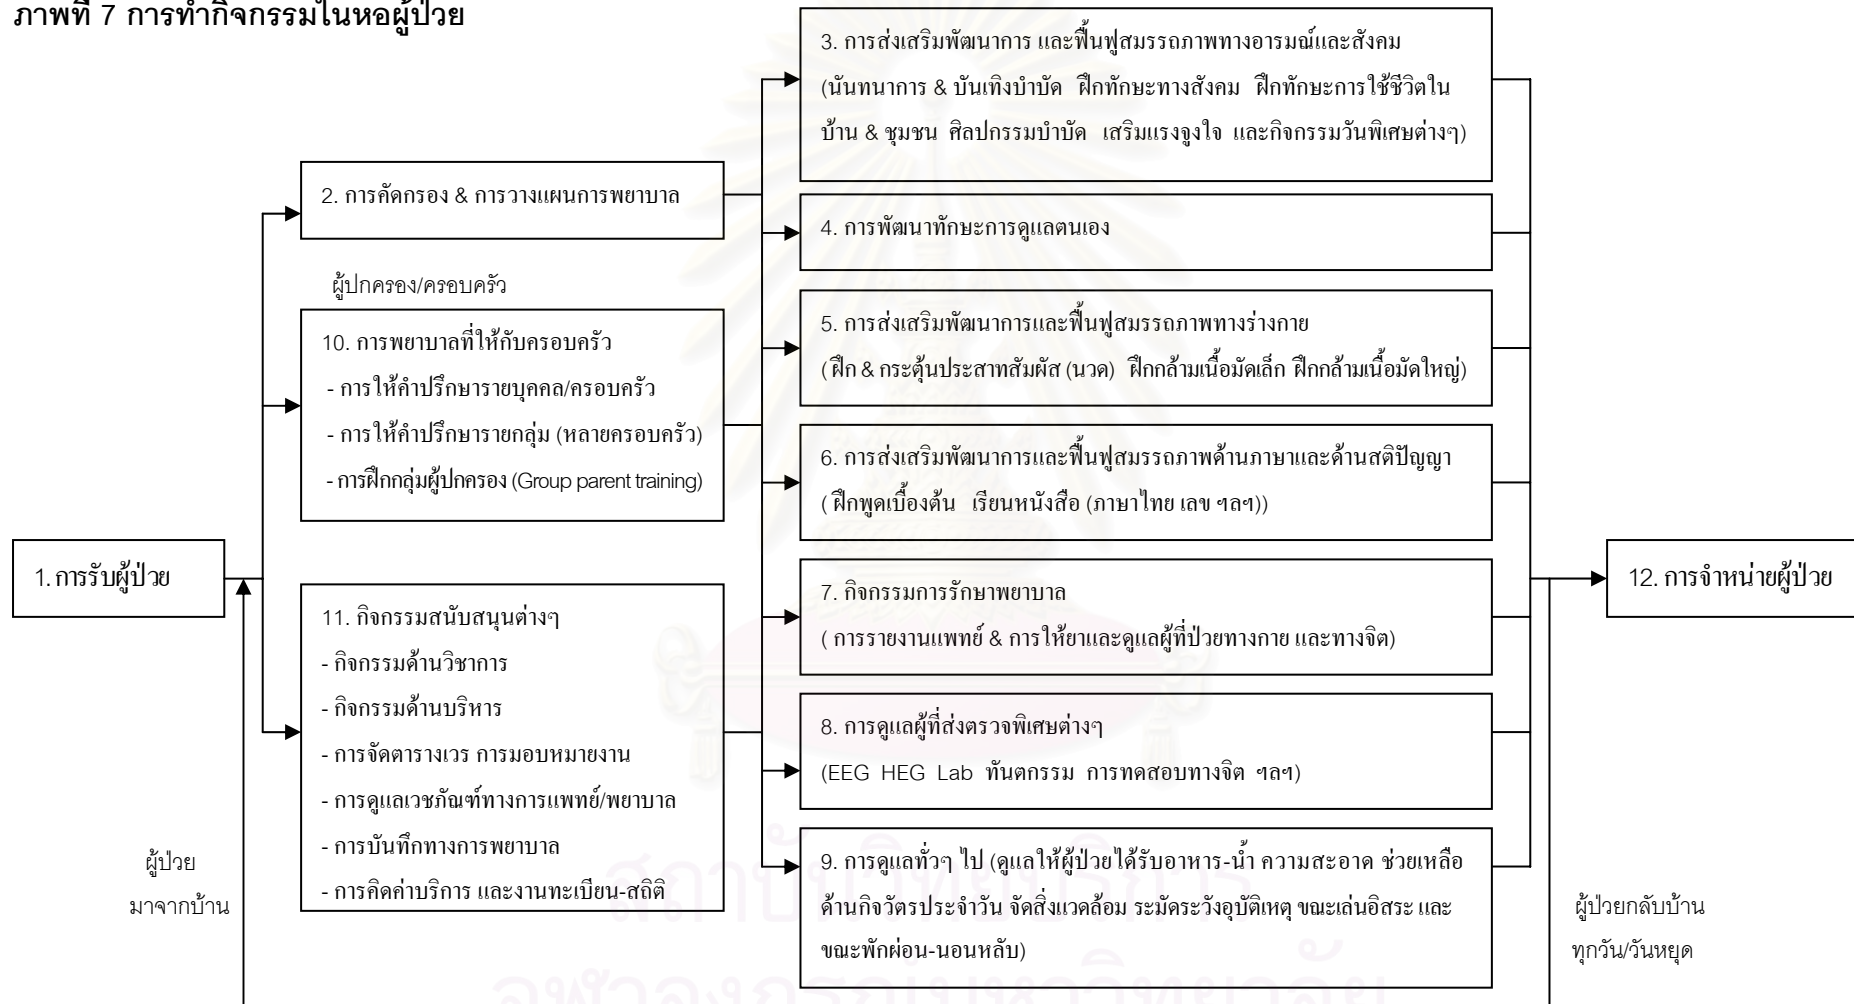 ภาพที่ 7 การทำกิจกรรมในหอผู้ป่วย
3. การส่งเสริมพัฒนาการ และฟื้นฟูสมรรถภาพทางอารมณ์และสังคม
(นันทนาการ & บันเทิงบำบัด ฝึกทักษะทางสังคม ฝึกทักษะการใช้ชีวิตใน
บ้าน & ชุมชน ศิลปกรรมบำบัด เสริมแรงจูงใจ และกิจกรรมวันพิเศษต่างๆ)
2. การคัดกรอง & การวางแผนการพยาบาล
4. การพัฒนาทักษะการดูแลตนเอง
ผู้ปกครอง/ครอบครัว
10. การพยาบาลที่ให้กับครอบครัว
- การให้คำปรึกษารายบุคคล/ครอบครัว
- การให้คำปรึกษารายกลุ่ม (หลายครอบครัว)
- การฝึกกลุ่มผู้ปกครอง (Group parent training)
5. การส่งเสริมพัฒนาการและฟื้นฟูสมรรถภาพทางร่างกาย
( ฝึก & กระตุ้นประสาทสัมผัส (นวด) ฝึกกล้ามเนื้อมัดเล็ก ฝึกกล้ามเนื้อมัดใหญ่)
6. การส่งเสริมพัฒนาการและฟื้นฟูสมรรถภาพด้านภาษาและด้านสติปัญญา
( ฝึกพูดเบื้องต้น เรียนหนังสือ (ภาษาไทย เลข ฯลฯ))
1. การรับผู้ป่วย
11. กิจกรรมสนับสนุนต่างๆ
- กิจกรรมด้านวิชาการ
- กิจกรรมด้านบริหาร
- การจัดตารางเวร การมอบหมายงาน
- การดูแลเวชภัณฑ์ทางการแพทย์/พยาบาล
- การบันทึกทางการพยาบาล
- การคิดค่าบริการ และงานทะเบียน-สถิติ
7. กิจกรรมการรักษาพยาบาล
( การรายงานแพทย์ & การให้ยาและดูแลผู้ที่ป่วยทางกาย และทางจิต)
12. การจำหน่ายผู้ป่วย
8. การดูแลผู้ที่ส่งตรวจพิเศษต่างๆ
(EEG HEG Lab ทันตกรรม การทดสอบทางจิต ฯลฯ)
9. การดูแลทั่วๆ ไป (ดูแลให้ผู้ป่วยได้รับอาหาร-น้ำ ความสะอาด ช่วยเหลือ
ด้านกิจวัตรประจำวัน จัดสิ่งแวดล้อม ระมัดระวังอุบัติเหตุ ขณะเล่นอิสระ และ
ขณะพักผ่อน-นอนหลับ)
ผู้ป่วย
มาจากบ้าน
ผู้ป่วยกลับบ้าน
ทุกวัน/วันหยุด
สถาบันวิทยบริการ
จุฬาลงกรณ์มหาวิทยาลัย